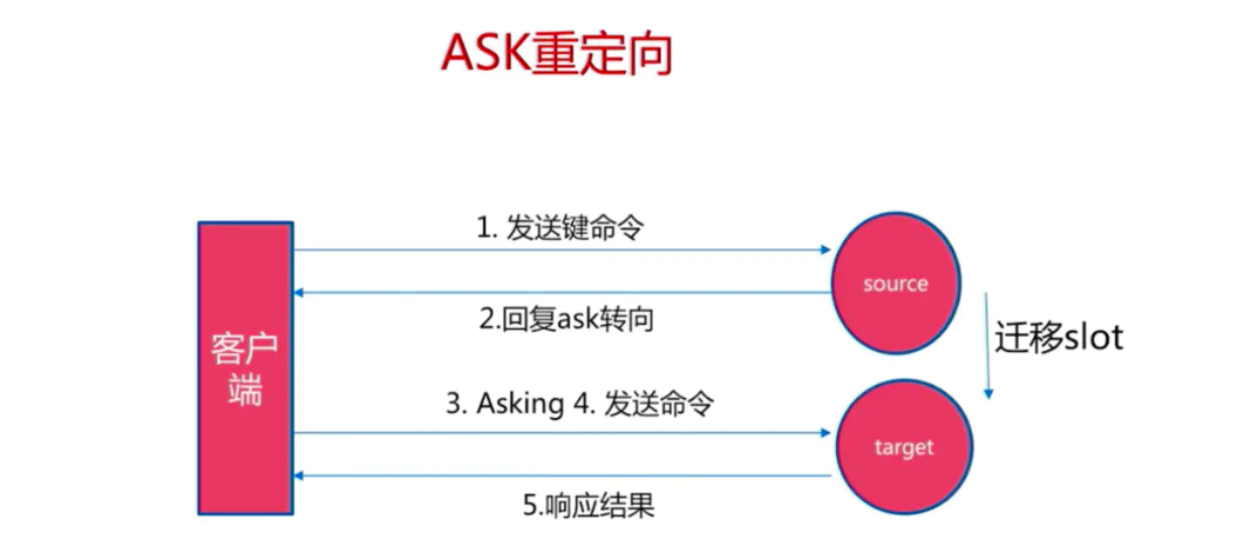 ASK重定向
1. 发送键命令
source
2.回复ask转向
迁移slot
客户
端
3. Asking 4. 发送命令
target
5.响应结果